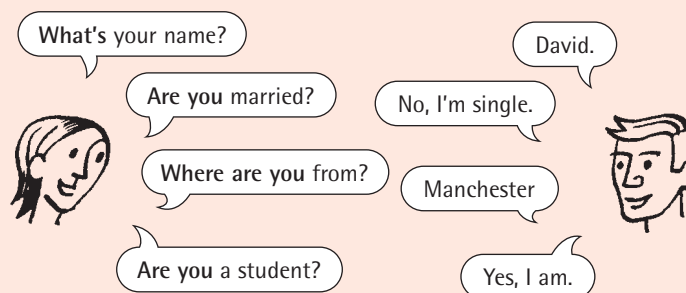 What's your name?
David.
Are you married?
No, I'm single.
Where are you from?
Manchester
Are you a student?
Yes, I am.